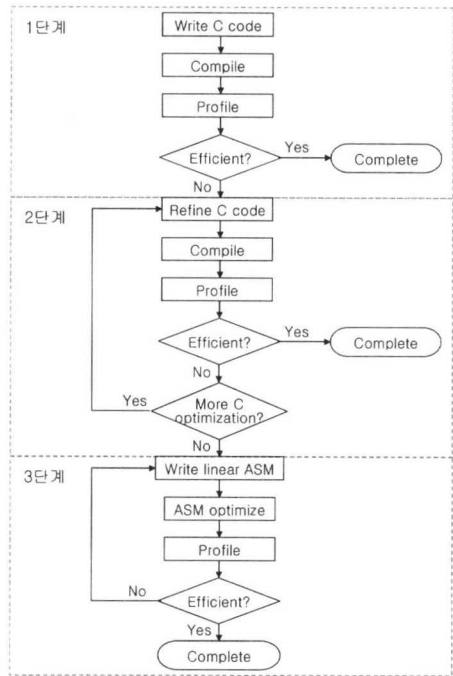 1단계
Write C code
Compile
Profile
Efficient?
Yes
Complete
No
2단계
Refine C code
Compile
Profile
Efficient?
Yes
Complete
No
Yes
More C
optimization?
No
3단계
Write linear ASM
ASM optimize
Profile
No
Efficient?
Yes
Complete